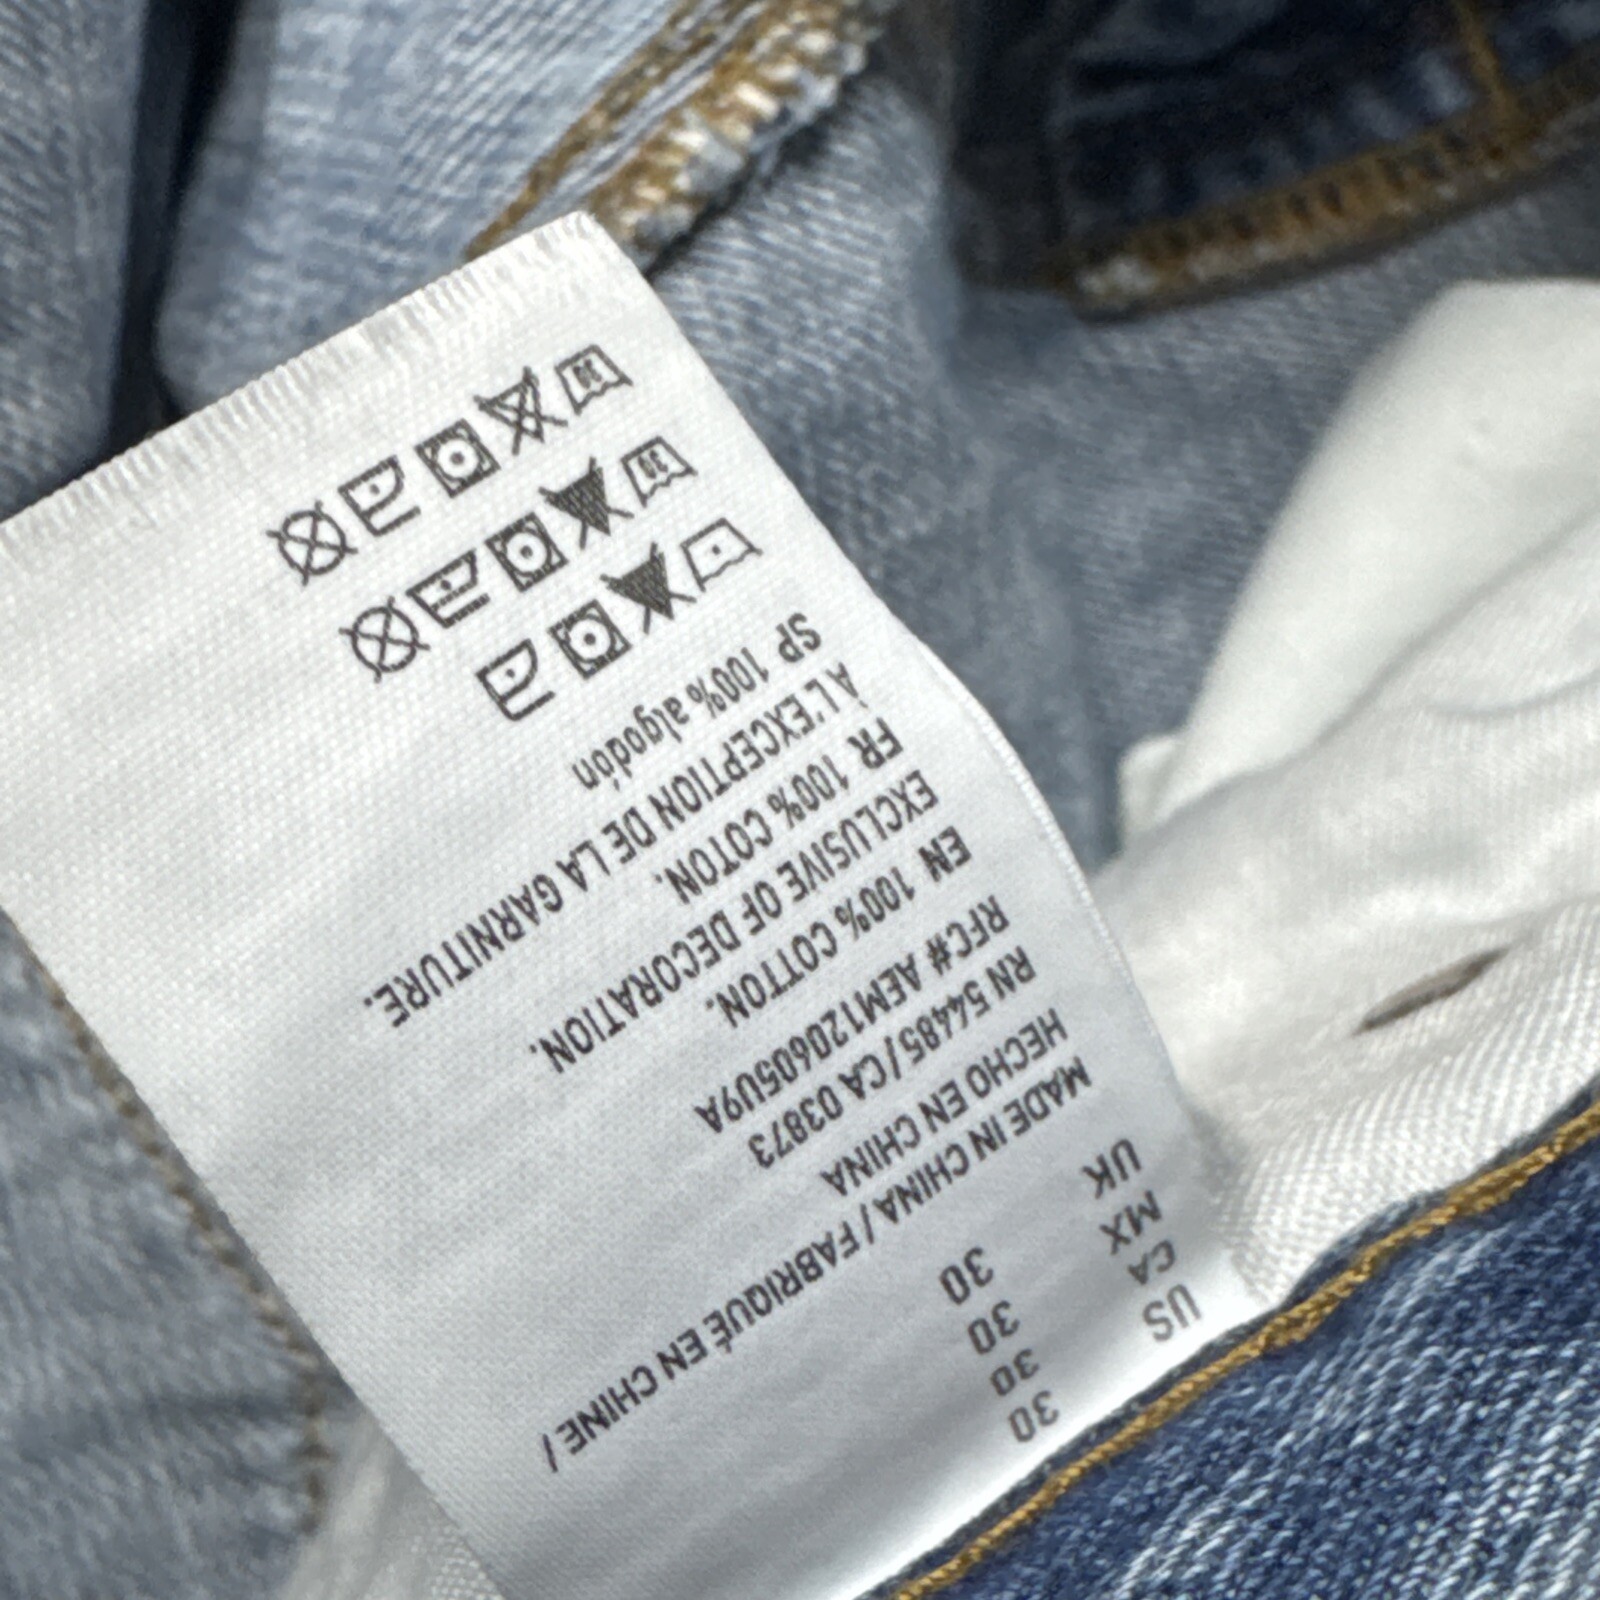 US 30
CA 30
MX 30
UK 30
MADE IN CHINA / FABRIQUÉ EN CHINE /
HECHO EN CHINA
RN 54485/CA 03873
RFC# AEM120605U9A
EN 100% COTTON.
EXCLUSIVE OF DECORATION.
FR 100% COTON.
À L'EXCEPTION DE LA GARNITURE.
SP 100% algodón
30
30